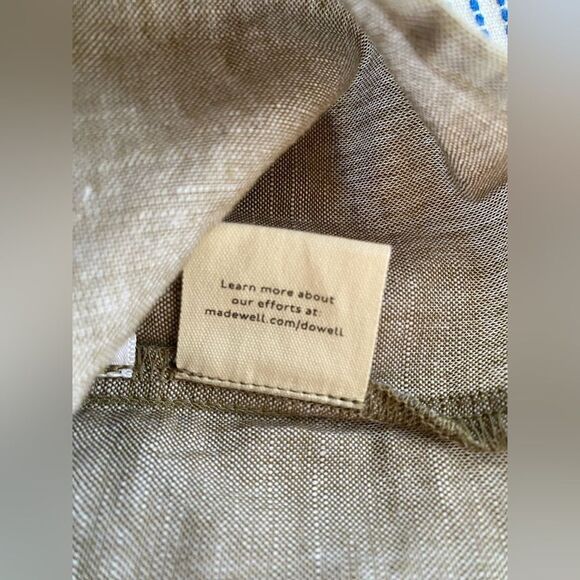 Learn more about
our efforts at:
madewell.com/dowell